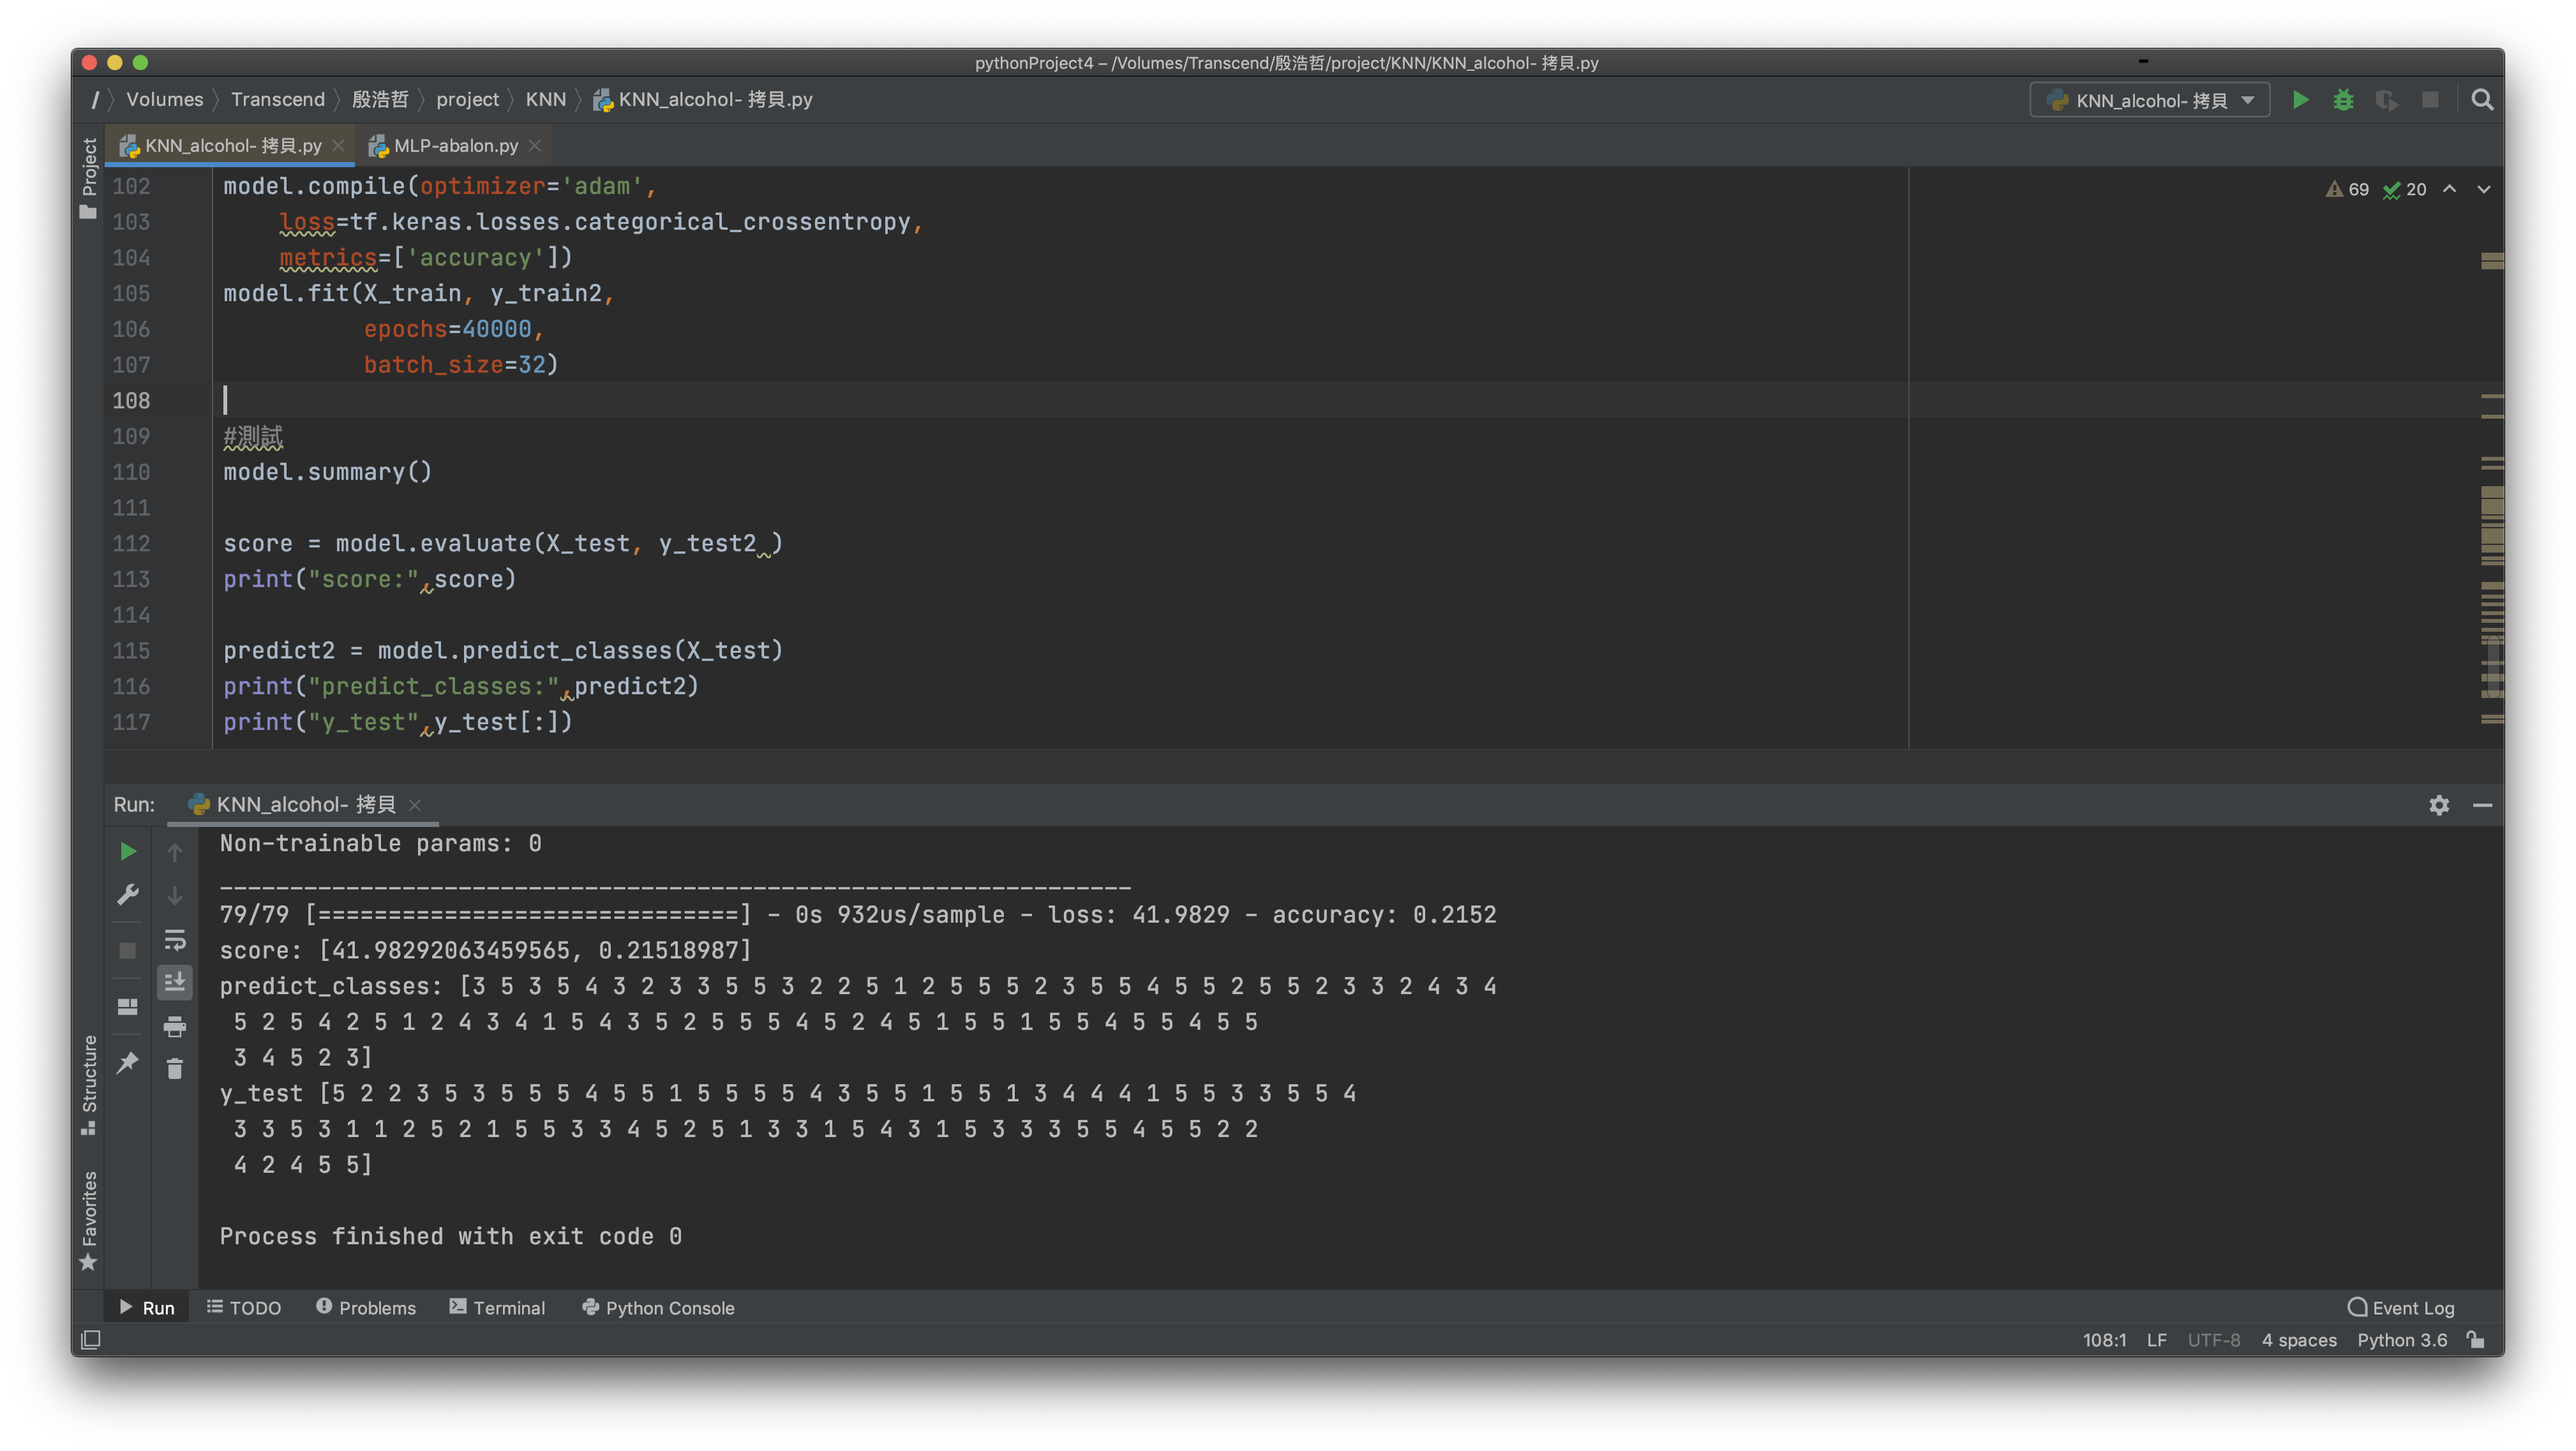 pythonProject4 – /Volumes/Transcend/殷浩哲/project/KNN/KNN_alcohol- 拷貝.py
/ Volumes Transcend 殷浩哲 project KNN KNN_alcohol- 拷貝.py
KNN_alcohol- 拷貝
KNN_alcohol- 拷貝.py MLP-abalon.py
Project
69 20
102 model.compile(optimizer='adam',
103 loss=tf.keras.losses.categorical_crossentropy,
104 metrics=['accuracy'])
105 model.fit(X_train, y_train2,
106 epochs=40000,
107 batch_size=32)
108
109 #測試
110 model.summary()
111
112 score = model.evaluate(X_test, y_test2 )
113 print("score:",score)
114
115 predict2 = model.predict_classes(X_test)
116 print("predict_classes:",predict2)
117 print("y_test",y_test[:])
Run: KNN_alcohol- 拷貝
Non-trainable params: 0
_________________________________________________________________
79/79 [==============================] - 0s 932us/sample - loss: 41.9829 - accuracy: 0.2152
score: [41.98292063459565, 0.21518987]
predict_classes: [3 5 3 5 4 3 2 3 3 5 5 3 2 2 5 1 2 5 5 5 2 3 5 5 4 5 5 2 5 5 2 3 3 2 4 3 4
5 2 5 4 2 5 1 2 4 3 4 1 5 4 3 5 2 5 5 5 4 5 2 4 5 1 5 5 1 5 5 4 5 5 4 5 5
3 4 5 2 3]
y_test [5 2 2 3 5 3 5 5 5 4 5 5 1 5 5 5 5 4 3 5 5 1 5 5 1 3 4 4 4 1 5 5 3 3 5 5 4
3 3 5 3 1 1 2 5 2 1 5 5 3 3 4 5 2 5 1 3 3 1 5 4 3 1 5 3 3 3 5 5 4 5 5 2 2
4 2 4 5 5]
Process finished with exit code 0
Structure
Favorites
Run TODO Problems Terminal Python Console Event Log
108:1 LF UTF-8 4 spaces Python 3.6